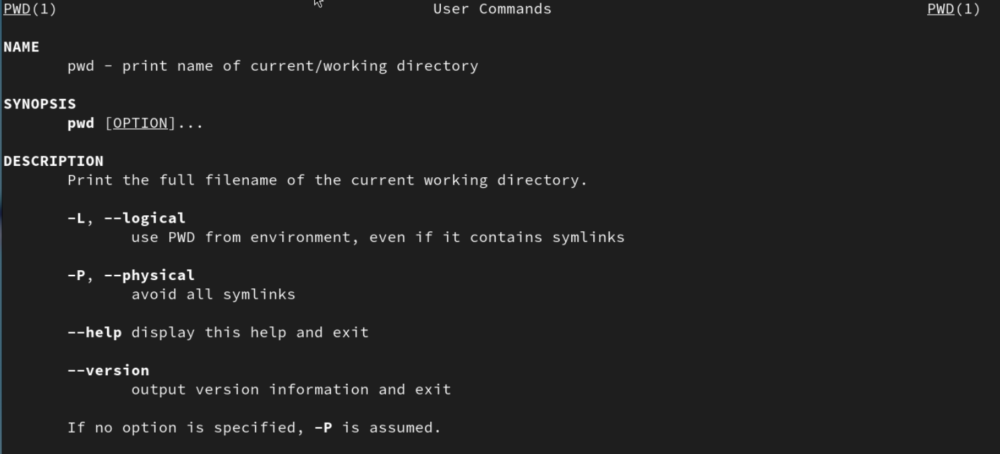 PWD(1) User Commands PWD(1)
NAME
pwd - print name of current/working directory
SYNOPSIS
pwd [OPTION]...
DESCRIPTION
Print the full filename of the current working directory.
-L, --logical
use PWD from environment, even if it contains symlinks
-P, --physical
avoid all symlinks
--help display this help and exit
--version
output version information and exit
If no option is specified, -P is assumed.